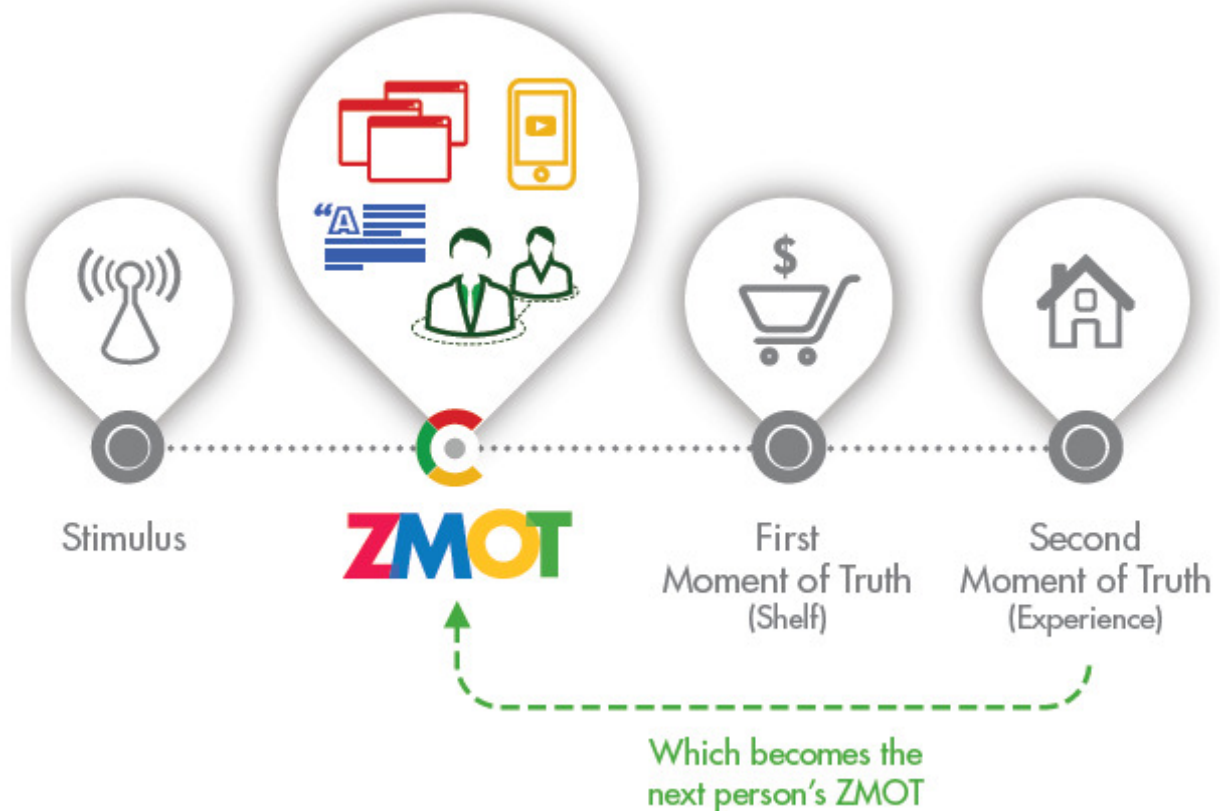 “A
$
Stimulus
ZMOT
First
Moment of Truth
(Shelf)
Second
Moment of Truth
(Experience)
Which becomes the
next person's ZMOT